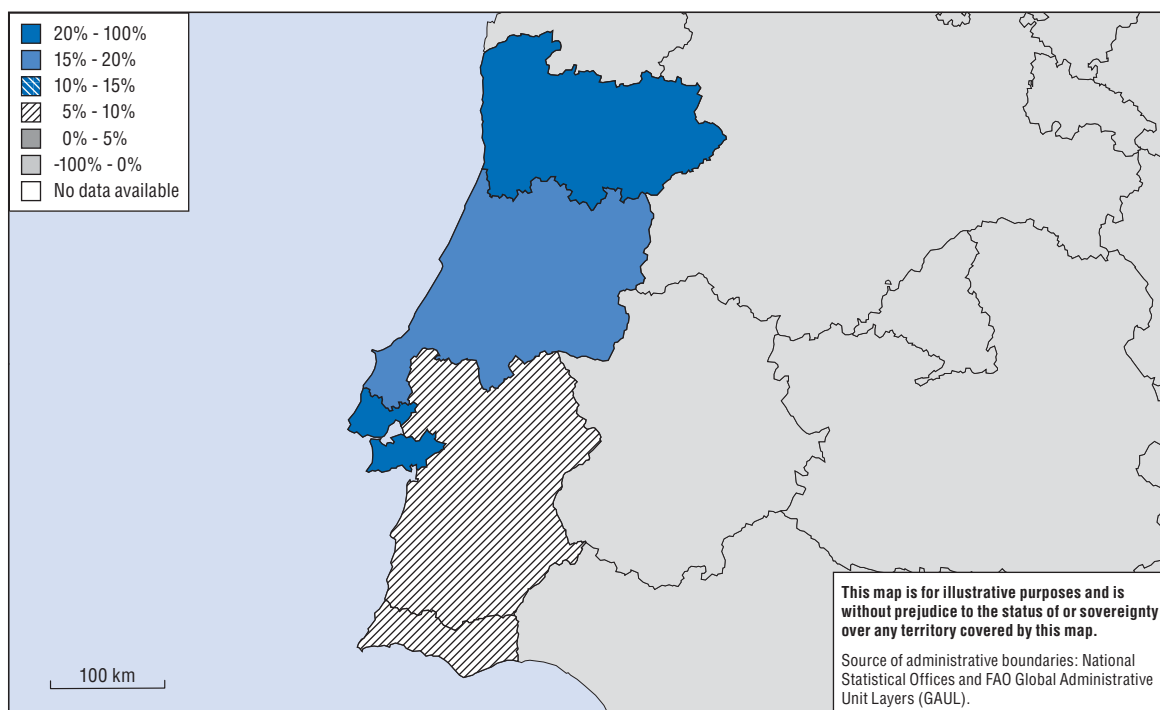 20% - 100%
15% - 20%
10% - 15%
5% - 10%
0% - 5%
-100% - 0%
No data available
100 km
This map is for illustrative purposes and is
without prejudice to the status of or sovereignty
over any territory covered by this map.
Source of administrative boundaries: National
Statistical Offices and FAO Global Administrative
Unit Layers (GAUL).